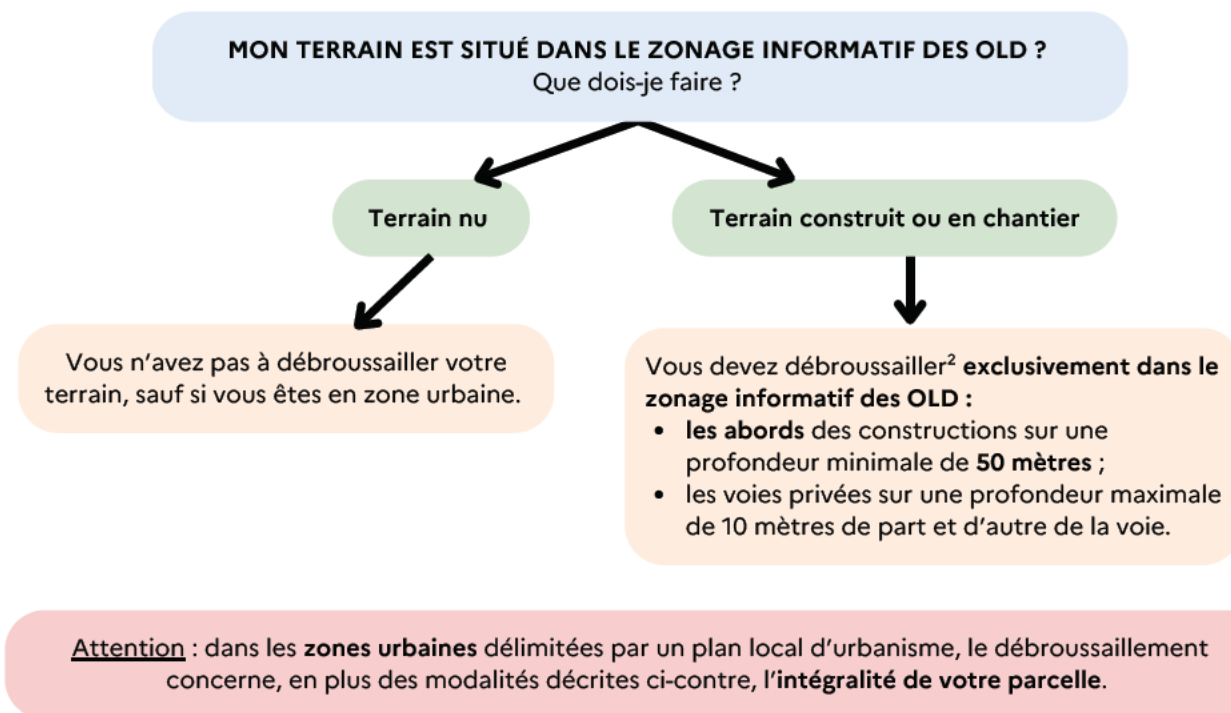 MON TERRAIN EST SITUÉ DANS LE ZONAGE INFORMATIF DES OLD ?
Que dois-je faire ?
Terrain nu
Terrain construit ou en chantier
Vous n'avez pas à débroussailler votre
terrain, sauf si vous êtes en zone urbaine.
Vous devez débroussailler² exclusivement dans le
zonage informatif des OLD :
• les abords des constructions sur une
profondeur minimale de 50 mètres ;
• les voies privées sur une profondeur maximale
de 10 mètres de part et d'autre de la voie.
Attention : dans les zones urbaines délimitées par un plan local d'urbanisme, le débroussaillement
concerne, en plus des modalités décrites ci-contre, l'intégralité de votre parcelle.